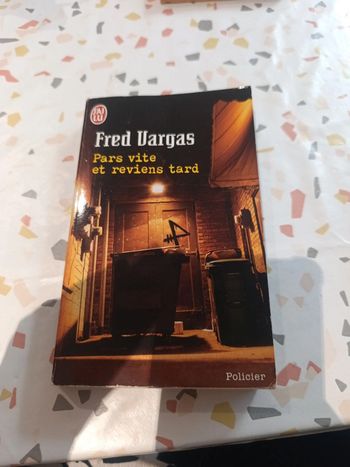 J'AI
LU
Fred Vargas
Pars vite
et reviens tard
4
Policier